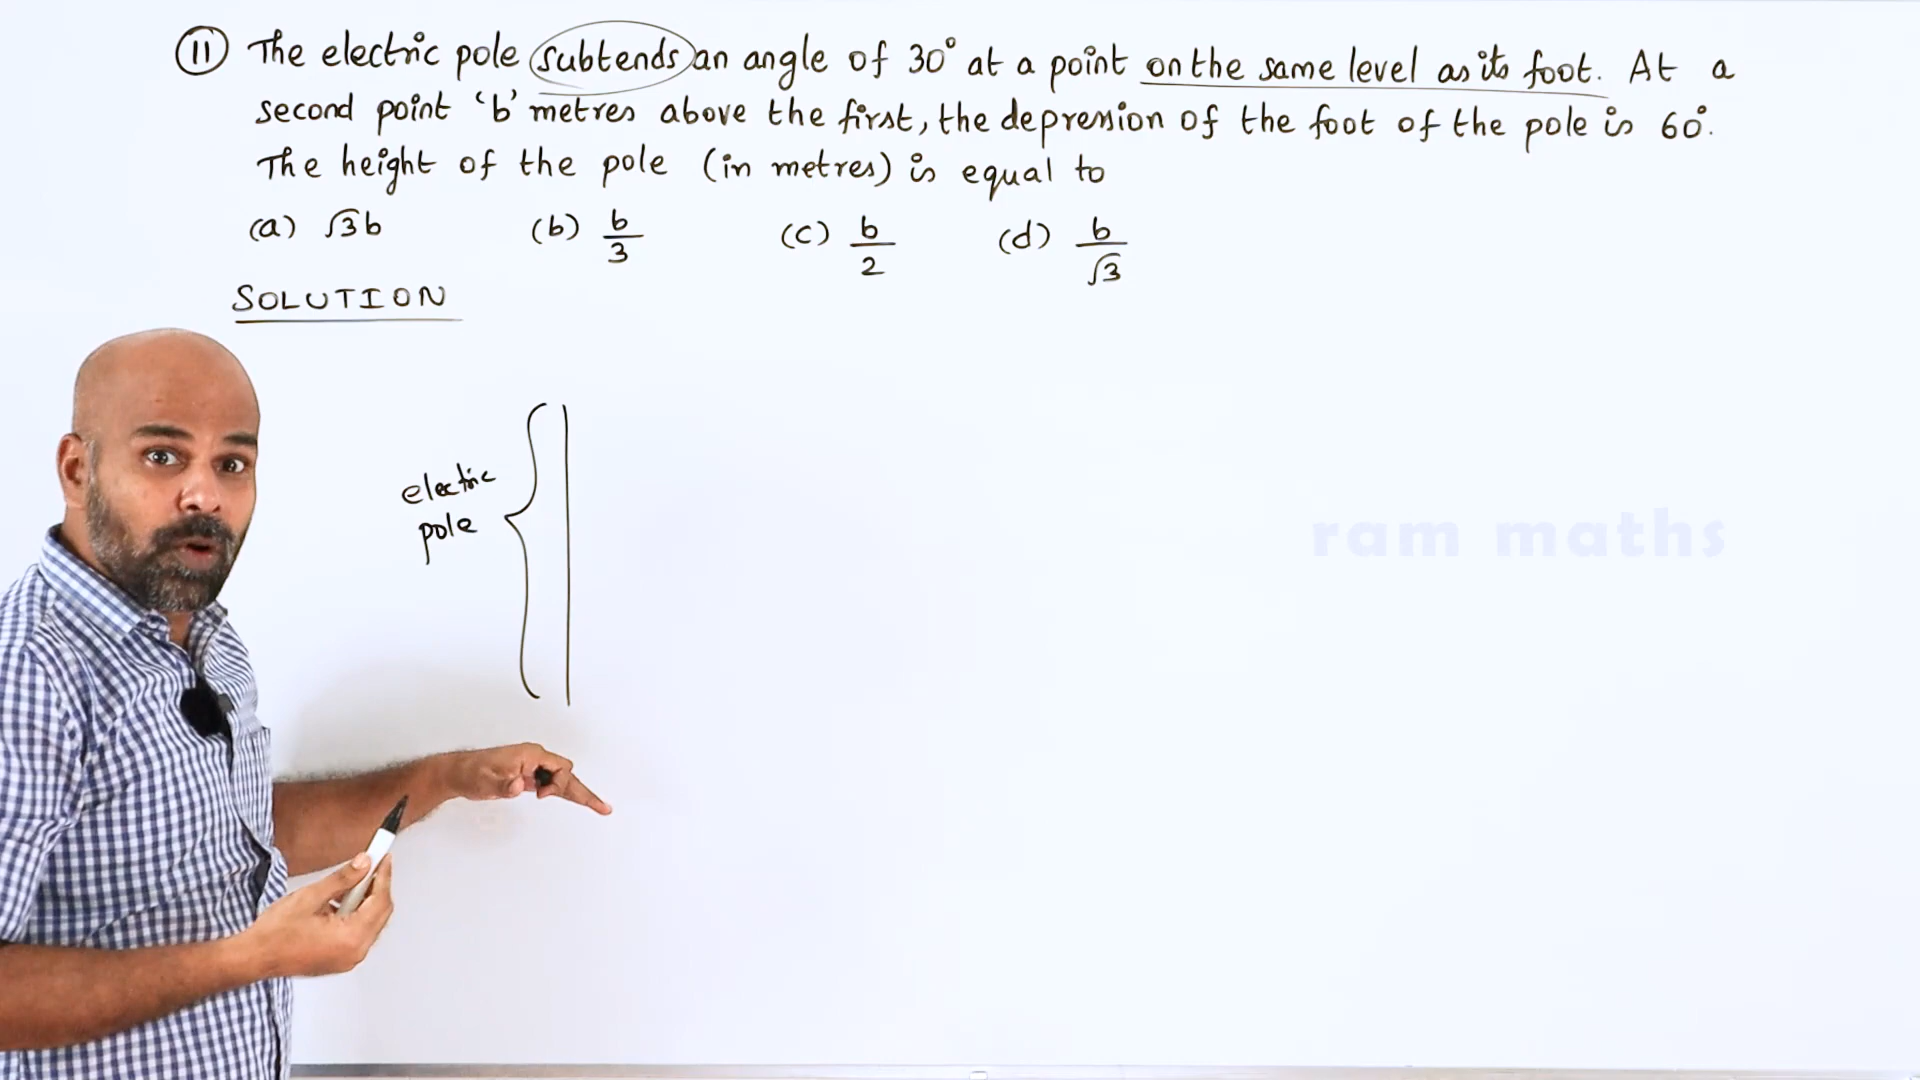 11 The electric pole subtends an angle of 30° at a point on the same level as its foot. At a
second point 'b' metres above the first, the depression of the foot of the pole is 60°.
The height of the pole (in metres) is equal to
(a) √3b (b) b/3 (c) b/2 (d) b/√3
SOLUTION
electric
pole
ram maths